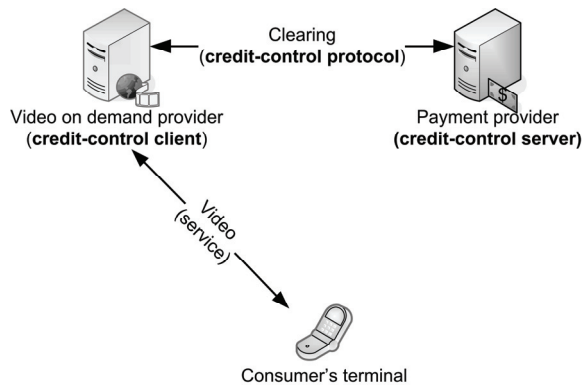 Clearing
(credit-control protocol)
Video on demand provider
(credit-control client)
Payment provider
(credit-control server)
$
Video
(service)
Consumer's terminal